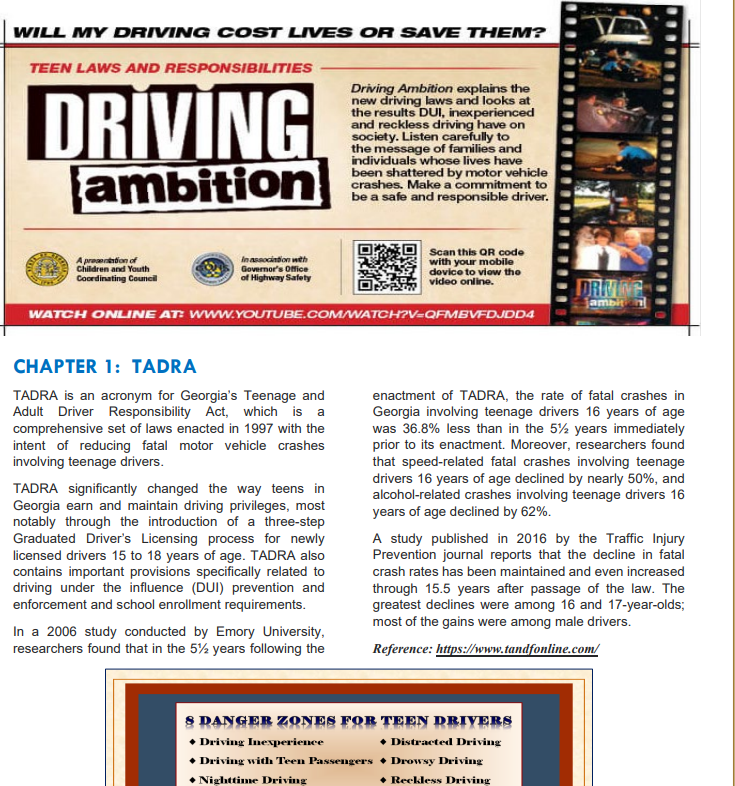 WILL MY DRIVING COST LIVES OR SAVE THEM?
TEEN LAWS AND RESPONSIBILITIES
DRiVING
ambition
Driving Ambition explains the
new driving laws and looks at
the results DUI, inexperienced
and reckless driving have on
society. Listen carefully to
the message of families and
individuals whose lives have
been shattered by motor vehicle
crashes. Make a commitment to
be a safe and responsible driver.
A presentation of
Children and Youth
Coordinating Council
In association with
Governor's Office
of Highway Safety
Scan this QR code
with your mobile
device to view the
video online.
DRiVING
ambition
WATCH ONLINE AT: WWW.YOUTUBE.COM/WATCH?V=QFMBVFDJDD4
CHAPTER 1: TADRA
TADRA is an acronym for Georgia's Teenage and
Adult Driver Responsibility Act, which is a
comprehensive set of laws enacted in 1997 with the
intent of reducing fatal motor vehicle crashes
involving teenage drivers.
TADRA significantly changed the way teens in
Georgia earn and maintain driving privileges, most
notably through the introduction of a three-step
Graduated Driver's Licensing process for newly
licensed drivers 15 to 18 years of age. TADRA also
contains important provisions specifically related to
driving under the influence (DUI) prevention and
enforcement and school enrollment requirements.
In a 2006 study conducted by Emory University,
researchers found that in the 5½ years following the
enactment of TADRA, the rate of fatal crashes in
Georgia involving teenage drivers 16 years of age
was 36.8% less than in the 5½ years immediately
prior to its enactment. Moreover, researchers found
that speed-related fatal crashes involving teenage
drivers 16 years of age declined by nearly 50%, and
alcohol-related crashes involving teenage drivers 16
years of age declined by 62%.
A study published in 2016 by the Traffic Injury
Prevention journal reports that the decline in fatal
crash rates has been maintained and even increased
through 15.5 years after passage of the law. The
greatest declines were among 16 and 17-year-olds;
most of the gains were among male drivers.
Reference: https://www.tandfonline.com/
8 DANGER ZONES FOR TEEN DRIVERS
◆ Driving Inexperience ◆ Distracted Driving
◆ Driving with Teen Passengers ◆ Drowsy Driving
◆ Nighttime Driving ◆ Reckless Driving